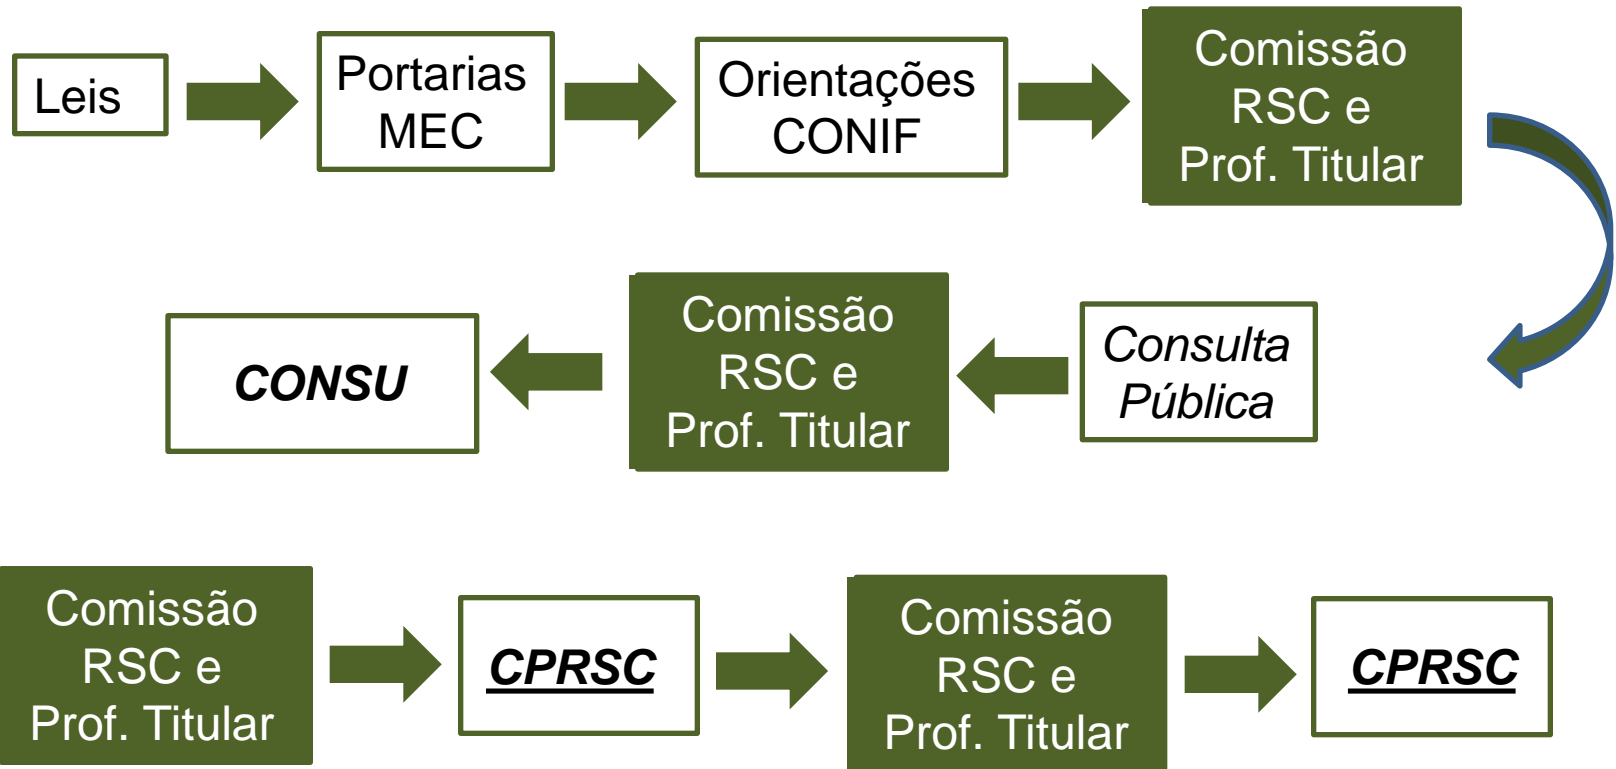 Leis
Portarias
MEC
Orientações
CONIF
Comissão
RSC e
Prof. Titular
CONSU
Comissão
RSC e
Prof. Titular
Consulta
Pública
Comissão
RSC e
Prof. Titular
CPRSC
Comissão
RSC e
Prof. Titular
CPRSC